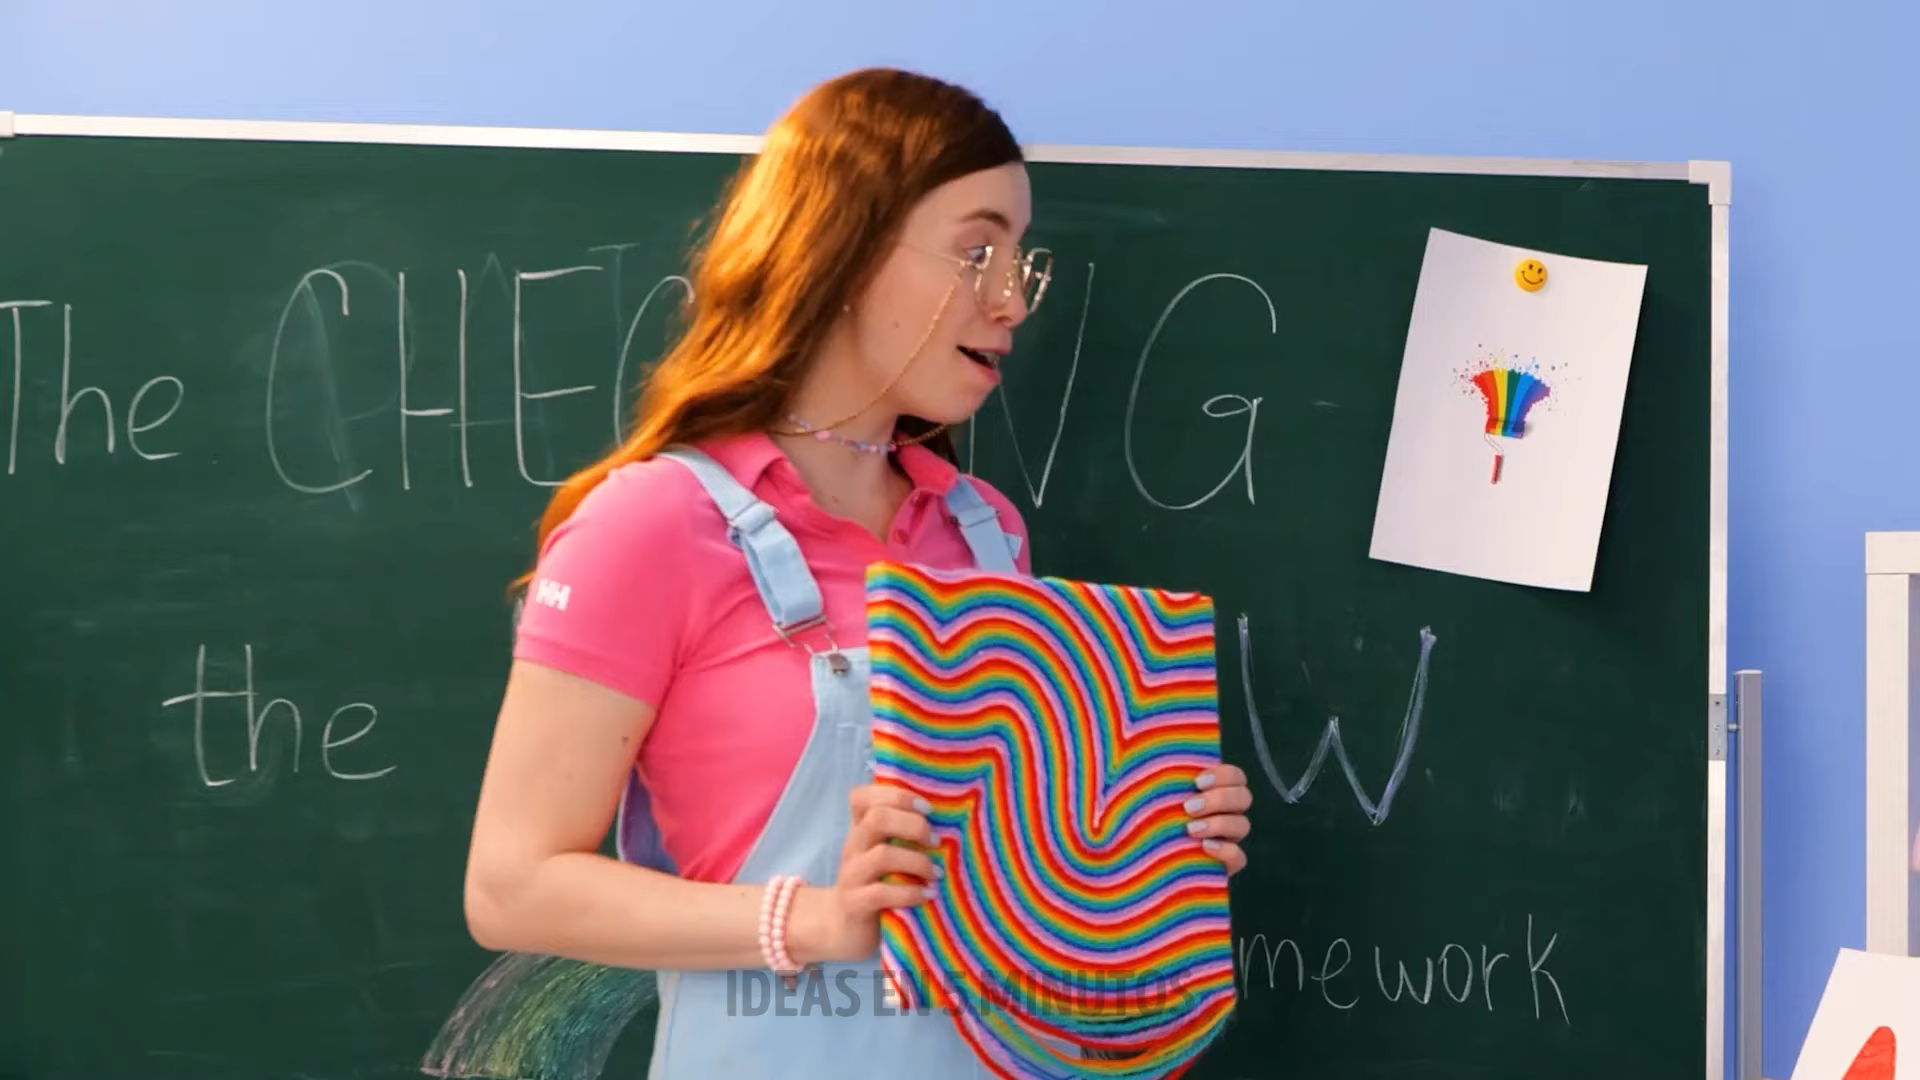 The CHEC NG
the W
mework
HH
IDEAS EN 5 MINUTOS